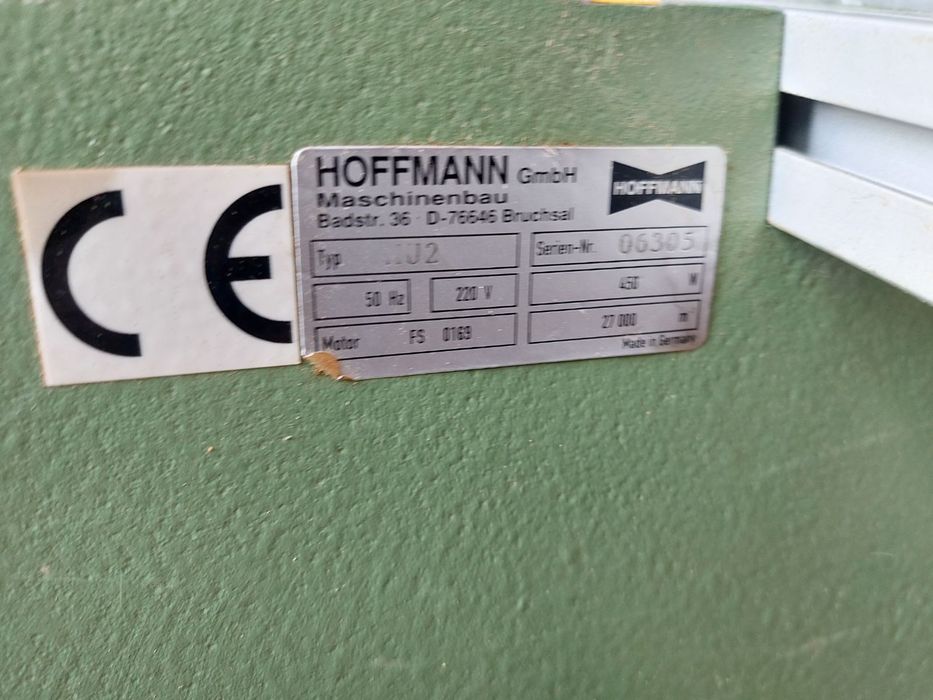 CE
HOFFMANN GmbH
HOFFMANN
Maschinenbau
Badstr. 36 D-76646 Bruchsal
Typ
Serien-Nr. 06305
50 Hz 220 V
450 W
Motor FS 0169
27 000 m⁻¹
Made in Germany